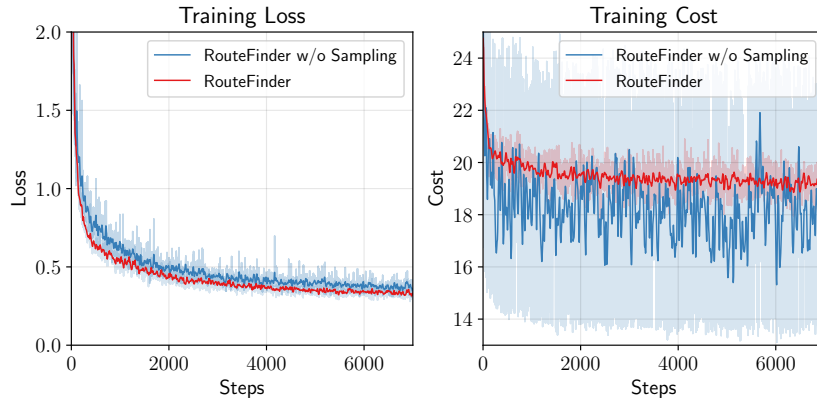 Training Loss
2.0
1.5
1.0
0.5
0.0
Loss
RouteFinder w/o Sampling
RouteFinder
0
2000
4000
6000
Steps
Training Cost
24
22
20
18
16
14
Cost
RouteFinder w/o Sampling
RouteFinder
0
2000
4000
6000
Steps